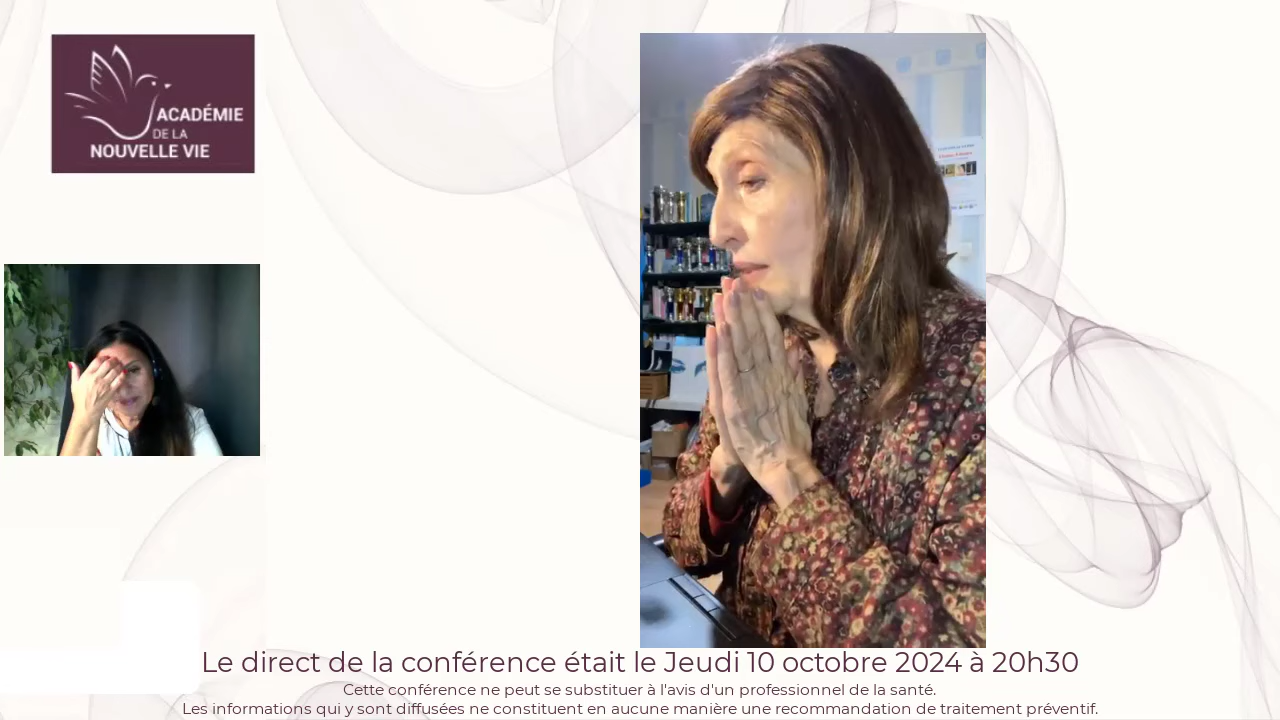 ACADÉMIE
DE LA
NOUVELLE VIE
Le direct de la conférence était le Jeudi 10 octobre 2024 à 20h30
Cette conférence ne peut se substituer à l'avis d'un professionnel de la santé.
Les informations qui y sont diffusées ne constituent en aucune manière une recommandation de traitement préventif.